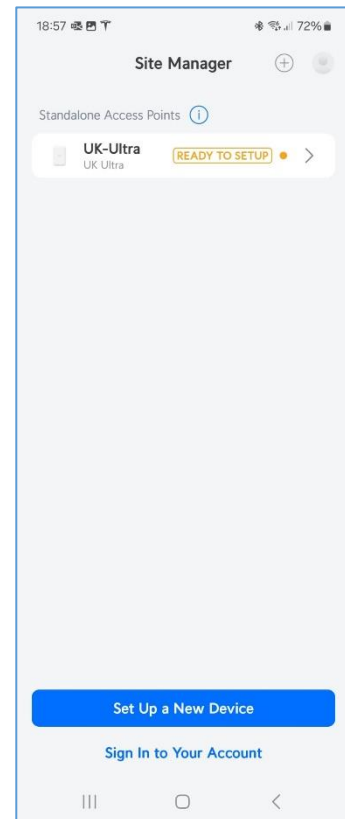 18:57 72%
Site Manager
Standalone Access Points
UK-Ultra
READY TO SETUP
UK Ultra
Set Up a New Device
Sign In to Your Account